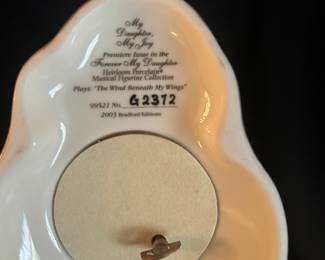 My
Daughter,
My Joy
Premiere Issue in the
Forever My Daughter
Heirloom Porcelain®
Musical Figurine Collection
Plays: "The Wind Beneath My Wings"
99521 No. G2372
2003 Bradford Editions